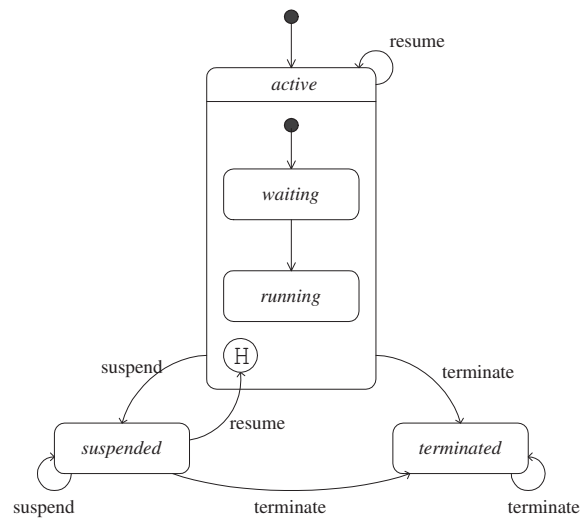 resume
active
waiting
running
H
suspend
terminate
resume
suspended
terminated
suspend
terminate
terminate